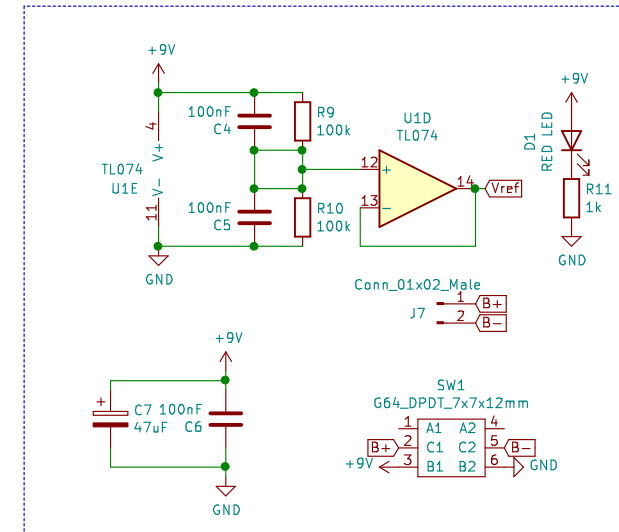 +9V
100nF
C4
R9
100k
4
V+
TL074
U1E
V-
11
100nF
C5
R10
100k
GND
U1D
TL074
12
+
13
-
14
Vref
+9V
D1
RED LED
R11
1k
GND
Conn_01x02_Male
J7
1
B+
2
B-
+9V
+
C7
47uF
100nF
C6
GND
SW1
G64_DPDT_7x7x12mm
1 A1 A2 4
B+ 2 C1 C2 5 B-
+9V 3 B1 B2 6 GND